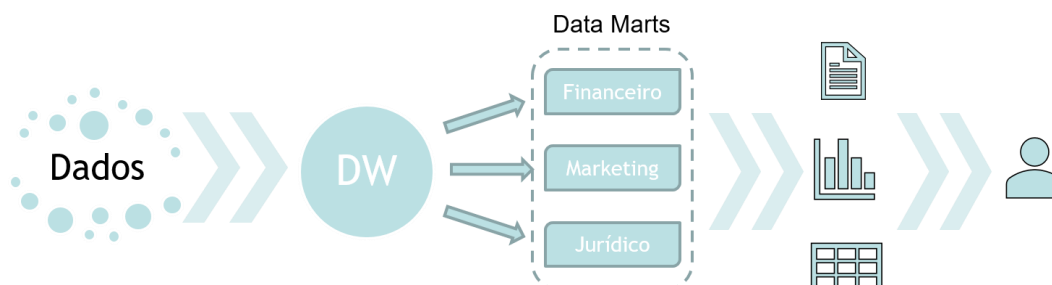 Data Marts
Dados
DW
Financeiro
Marketing
Jurídico